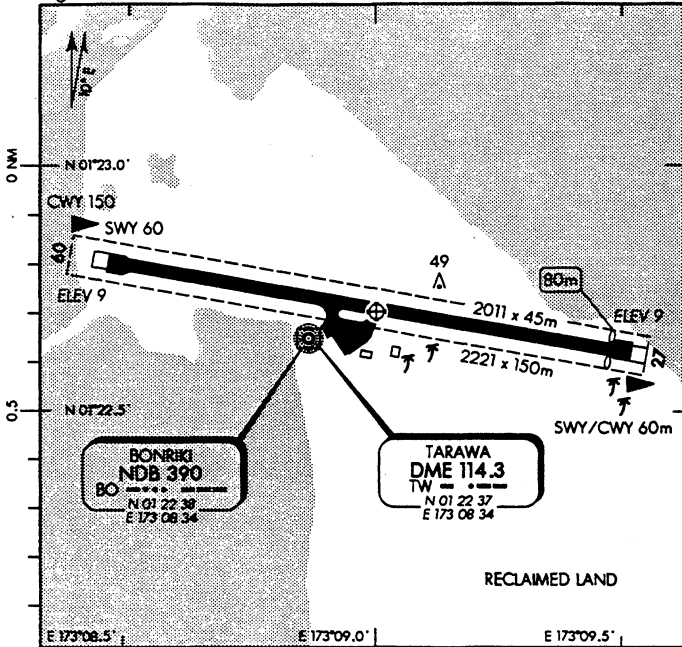 10° E
0 NM
N 01°23.0'
CWY 150
SWY 60
60
49
80m
ELEV 9
ELEV 9
2011 x 45m
2221 x 150m
27
0.5
N 01°22.5'
SWY/CWY 60m
BONRIKI
NDB 390
BO
N 01 22 38
E 173 08 34
TARAWA
DME 114.3
TW
N 01 22 37
E 173 08 34
RECLAIMED LAND
E 173°08.5'
E 173°09.0'
E 173°09.5'